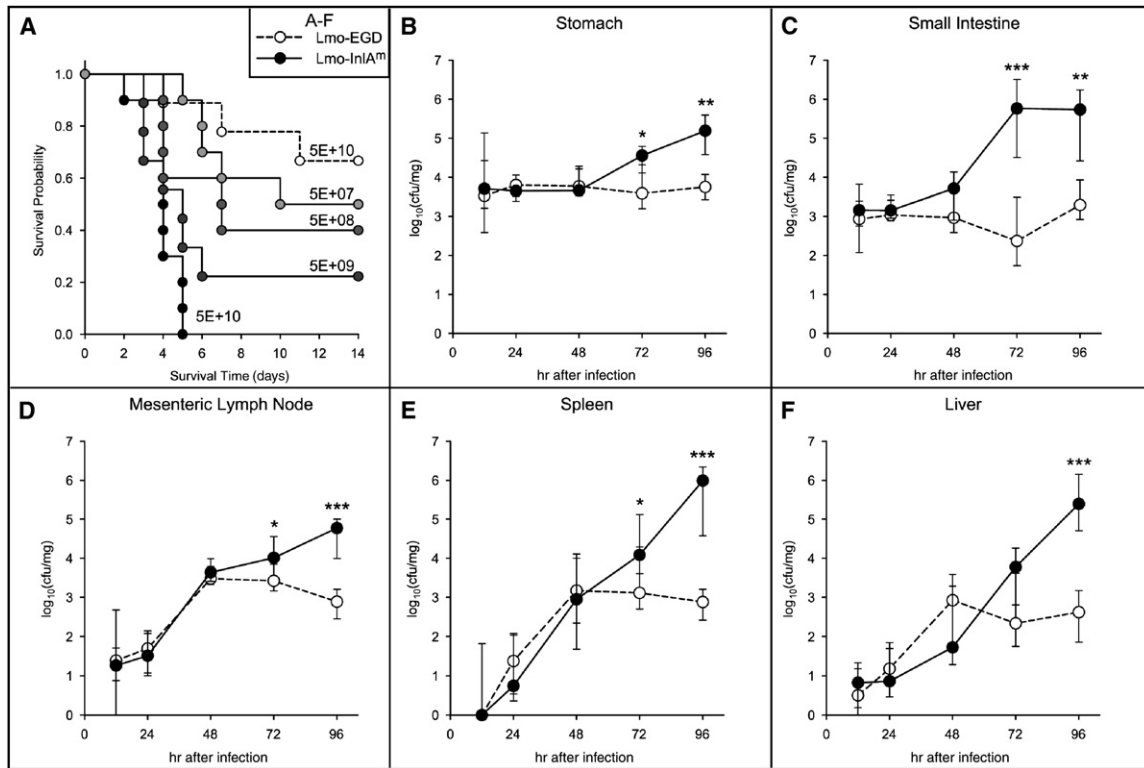 A
A-F
Lmo-EGD
Lmo-InlAᵐ
Survival Probability
1.0
0.8
0.6
0.4
0.2
0.0
5E+10
5E+07
5E+08
5E+09
5E+10
0 2 4 6 8 10 12 14
Survival Time (days)
B
Stomach
log₁₀(cfu/mg)
7
6
5
4
3
2
1
0
* **
0 24 48 72 96
hr after infection
C
Small Intestine
log₁₀(cfu/mg)
7
6
5
4
3
2
1
0
*** **
0 24 48 72 96
hr after infection
D
Mesenteric Lymph Node
log₁₀(cfu/mg)
7
6
5
4
3
2
1
0
* ***
0 24 48 72 96
hr after infection
E
Spleen
log₁₀(cfu/mg)
7
6
5
4
3
2
1
0
* ***
0 24 48 72 96
hr after infection
F
Liver
log₁₀(cfu/mg)
7
6
5
4
3
2
1
0
***
0 24 48 72 96
hr after infection